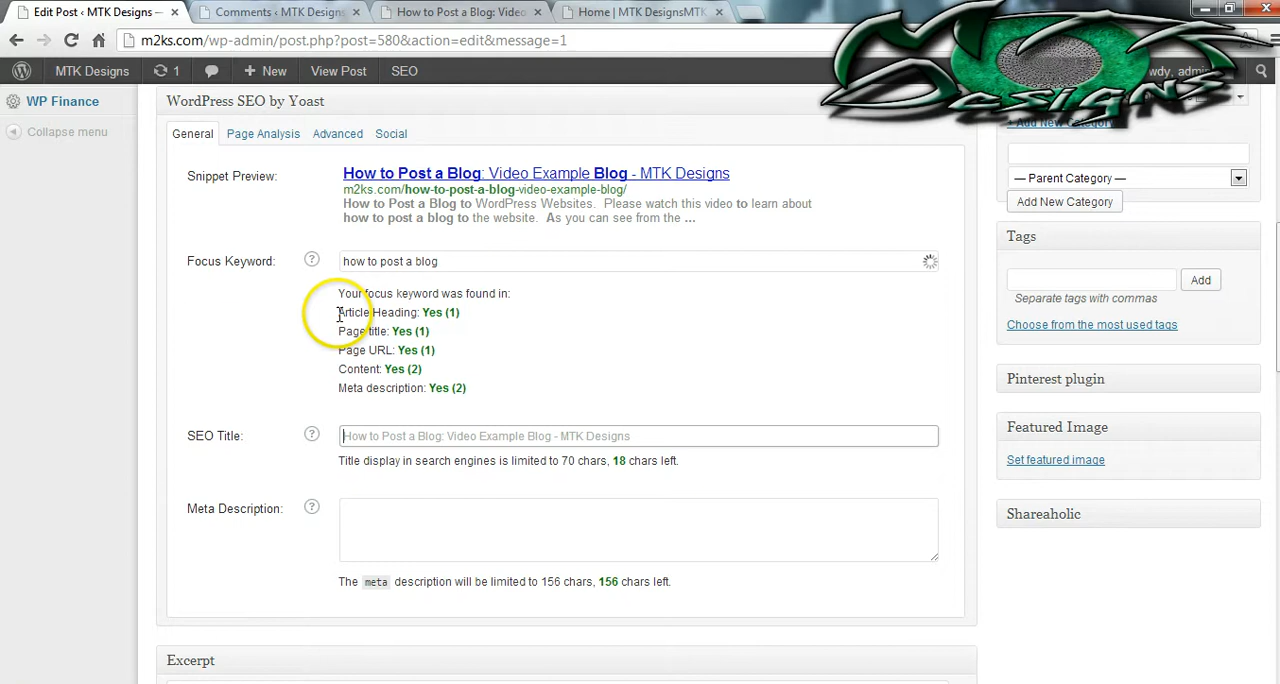 Edit Post ‹ MTK Designs —
Comments ‹ MTK Designs
How to Post a Blog: Video
Home | MTK DesignsMTK
m2ks.com/wp-admin/post.php?post=580&action=edit&message=1
MTK Designs
1
New
View Post
SEO
wdy, admin
MTK
Designs
WP Finance
Collapse menu
WordPress SEO by Yoast
General
Page Analysis
Advanced
Social
Snippet Preview:
How to Post a Blog: Video Example Blog - MTK Designs
m2ks.com/how-to-post-a-blog-video-example-blog/
How to Post a Blog to WordPress Websites. Please watch this video to learn about
how to post a blog to the website. As you can see from the ...
Focus Keyword:
?
how to post a blog
Your focus keyword was found in:
Article Heading: Yes (1)
Page title: Yes (1)
Page URL: Yes (1)
Content: Yes (2)
Meta description: Yes (2)
SEO Title:
?
How to Post a Blog: Video Example Blog - MTK Designs
Title display in search engines is limited to 70 chars, 18 chars left.
Meta Description:
?
The meta description will be limited to 156 chars, 156 chars left.
Excerpt
+ Add New Category
— Parent Category —
Add New Category
Tags
Add
Separate tags with commas
Choose from the most used tags
Pinterest plugin
Featured Image
Set featured image
Shareaholic